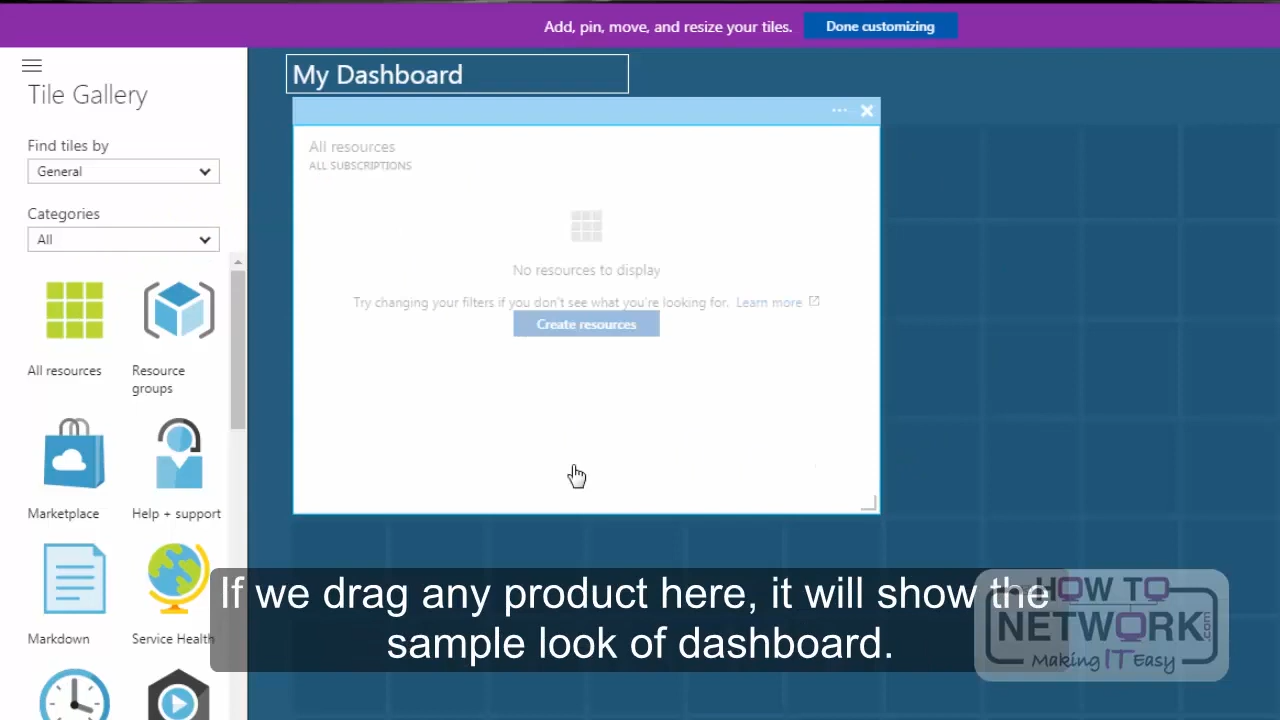 Add, pin, move, and resize your tiles.
Done customizing
Tile Gallery
Find tiles by
General
Categories
All
All resources
Resource
groups
Marketplace
Help + support
Markdown
Service Health
My Dashboard
All resources
ALL SUBSCRIPTIONS
No resources to display
Try changing your filters if you don't see what you're looking for. Learn more
Create resources
If we drag any product here, it will show the
sample look of dashboard.
HOW TO
NETWORK.com
Making IT Easy